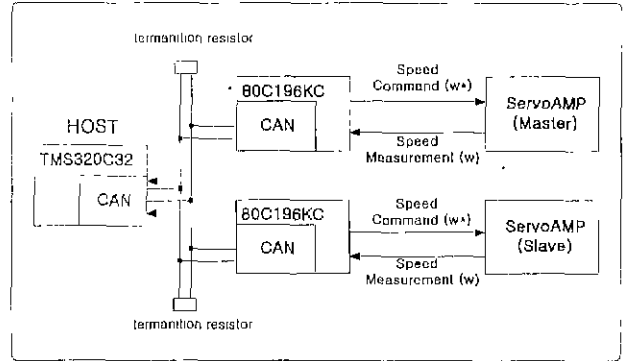 termanition resistor
HOST
TMS320C32
CAN
80C196KC
CAN
Speed
Command (w*)
Speed
Measurement (w)
ServoAMP
(Master)
80C196KC
CAN
Speed
Command (w*)
Speed
Measurement (w)
ServoAMP
(Slave)
termanition resistor